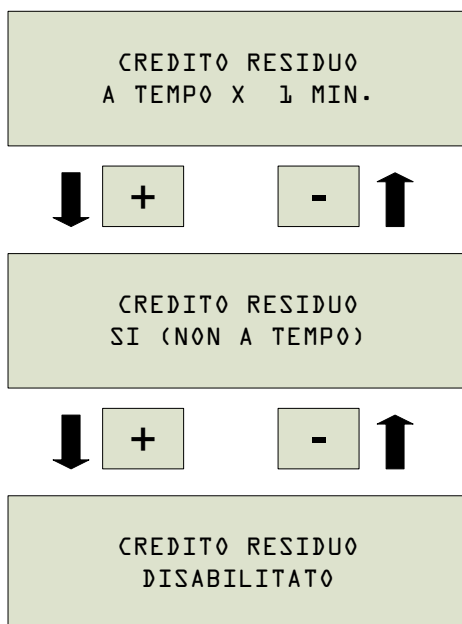 CREDITO RESIDUO
A TEMPO X 1 MIN.
+ -
CREDITO RESIDUO
SI (NON A TEMPO)
+ -
CREDITO RESIDUO
DISABILITATO